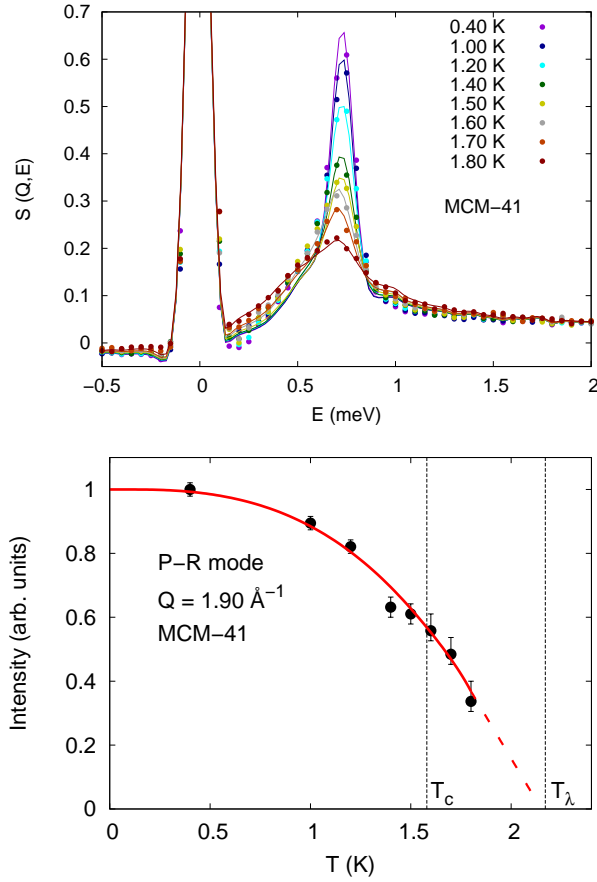 0.7
0.6
0.5
0.4
0.3
0.2
0.1
0
S (Q,E)
0.40 K
1.00 K
1.20 K
1.40 K
1.50 K
1.60 K
1.70 K
1.80 K
MCM−41
−0.5 0 0.5 1 1.5 2
E (meV)
1
0.8
0.6
0.4
0.2
0
Intensity (arb. units)
P−R mode
Q = 1.90 Å⁻¹
MCM−41
T_c T_λ
0 0.5 1 1.5 2
T (K)